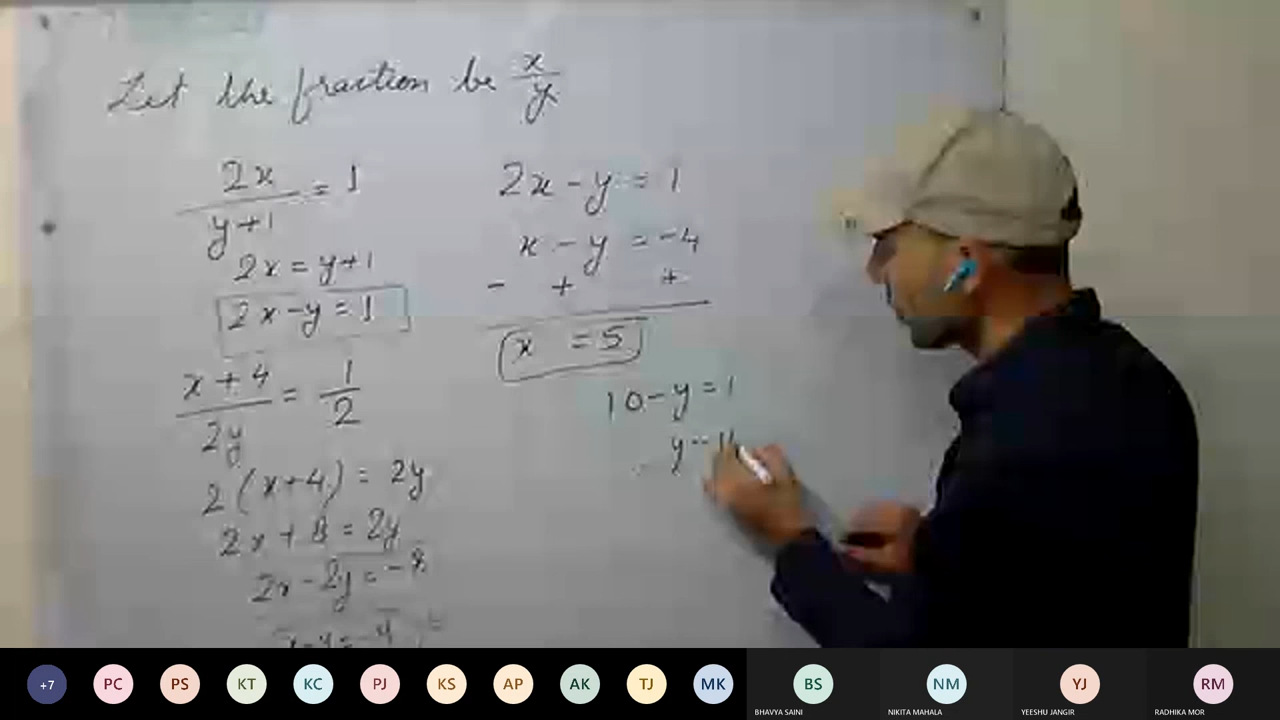 Let the fraction be x/y
2x/(y+1) = 1
2x = y+1
2x-y = 1
(x+4)/2y = 1/2
2(x+4) = 2y
2x+8 = 2y
2x-2y = -8
x-y = -4
2x-y = 1
x-y = -4
- + +
x = 5
10-y = 1
+7
PC
PS
KT
KC
PJ
KS
AP
AK
TJ
MK
BS
NM
YJ
RM
BHAVYA SAINI
NIKITA MAHALA
YEESHU JANGIR
RADHIKA MOR